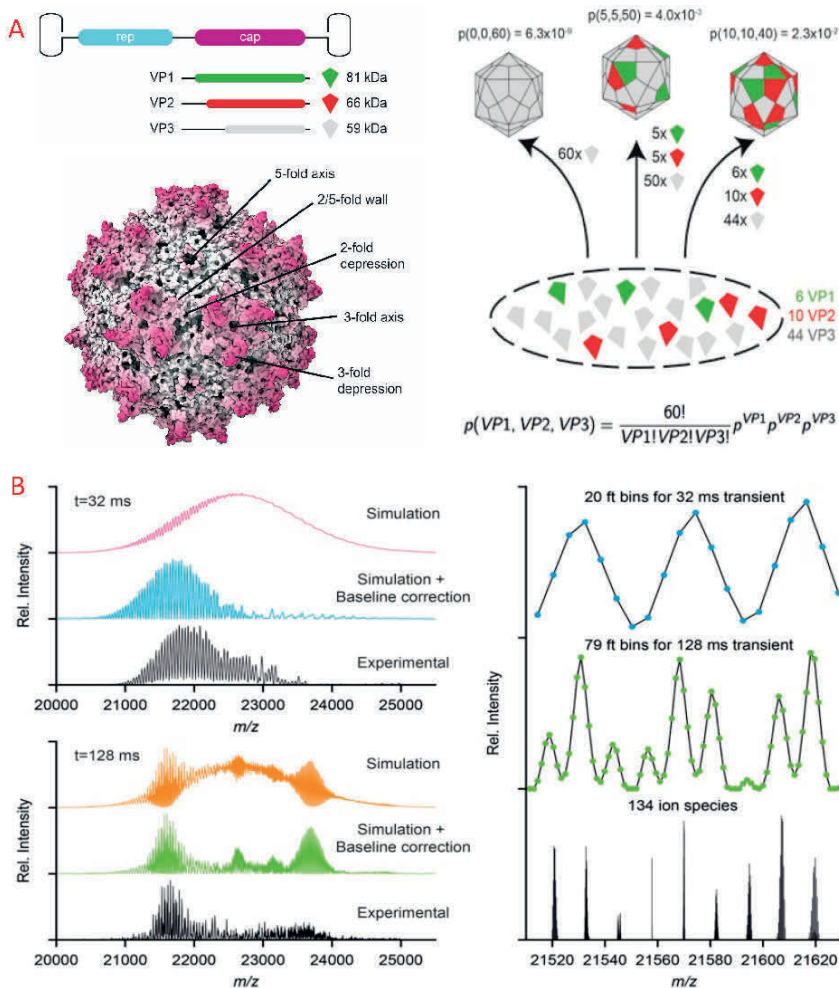 A
rep
cap
VP1
81 kDa
VP2
66 kDa
VP3
59 kDa
5-fold axis
2/5-fold wall
2-fold
cepression
3-fold axis
3-fold
depression
p(0,0,60) = 6.3x10-9
p(5,5,50) = 4.0x10-3
p(10,10,40) = 2.3x10-2
60x
5x
5x
50x
6x
10x
44x
6 VP1
10 VP2
44 VP3
p(VP1, VP2, VP3) = 60! / VP1! VP2! VP3! p^VP1 p^VP2 p^VP3
B
Rel. Intensity
t=32 ms
Simulation
Simulation +
Baseline correction
Experimental
20000 21000 22000 23000 24000 25000
m/z
Rel. Intensity
t=128 ms
Simulation
Simulation +
Baseline correction
Experimental
20000 21000 22000 23000 24000 25000
m/z
Rel. Intensity
20 ft bins for 32 ms transient
79 ft bins for 128 ms transient
134 ion species
21520 21540 21560 21580 21600 21620
m/z